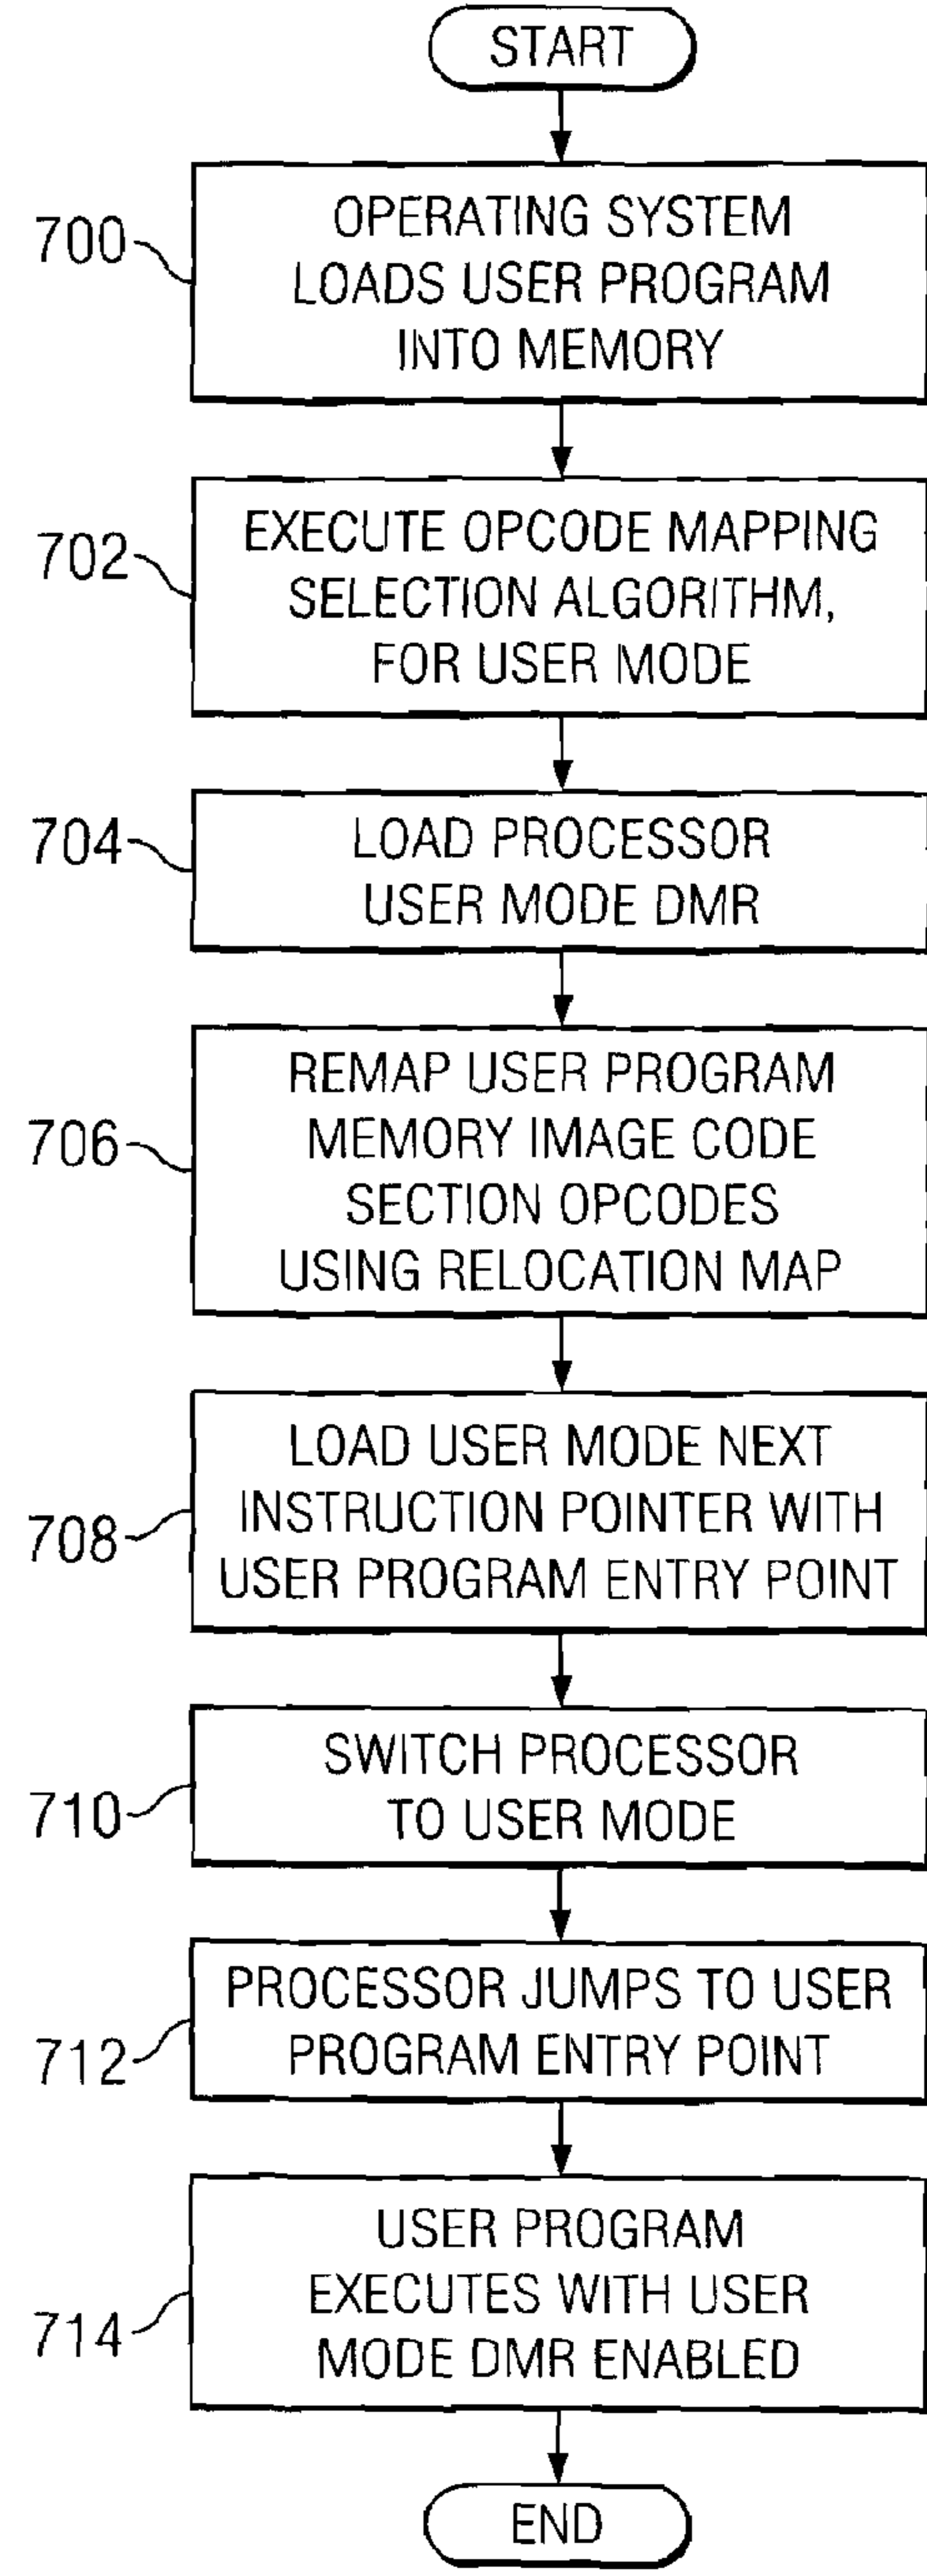 START
700
OPERATING SYSTEM
LOADS USER PROGRAM
INTO MEMORY
702
EXECUTE OPCODE MAPPING
SELECTION ALGORITHM,
FOR USER MODE
704
LOAD PROCESSOR
USER MODE DMR
706
REMAP USER PROGRAM
MEMORY IMAGE CODE
SECTION OPCODES
USING RELOCATION MAP
708
LOAD USER MODE NEXT
INSTRUCTION POINTER WITH
USER PROGRAM ENTRY POINT
710
SWITCH PROCESSOR
TO USER MODE
712
PROCESSOR JUMPS TO USER
PROGRAM ENTRY POINT
714
USER PROGRAM
EXECUTES WITH USER
MODE DMR ENABLED
END